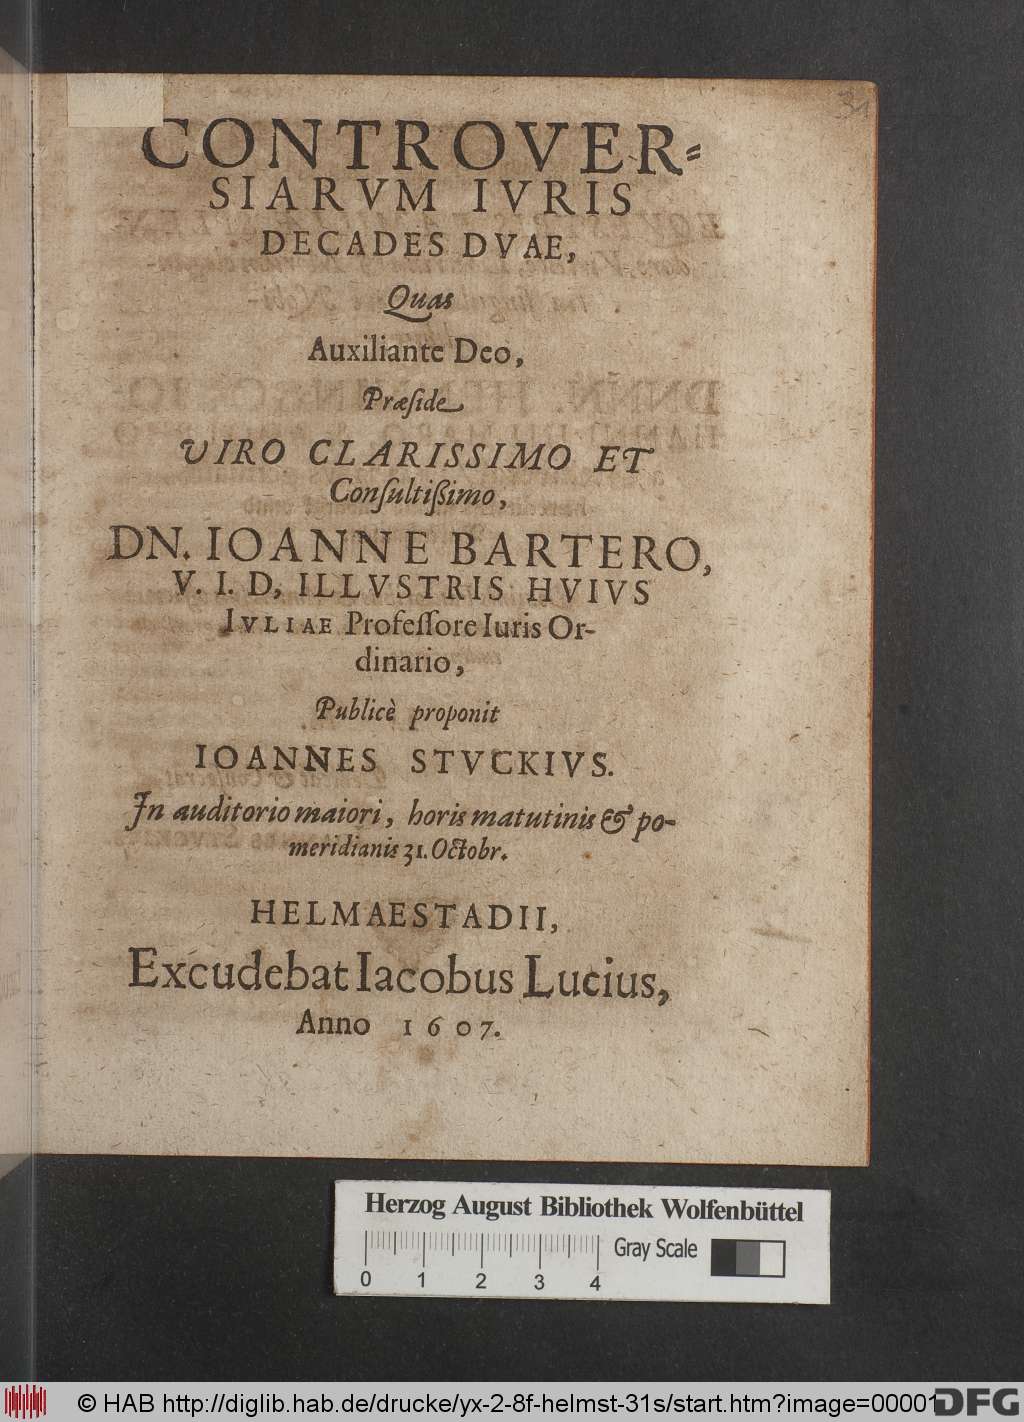 31
CONTROVER=
SIARVM IVRIS
DECADES DVAE,
Quas
Auxiliante Deo,
Præſide
VIRO CLARISSIMO ET
Conſultißimo,
DN. IOANNE BARTERO,
V. I. D, ILLVSTRIS HVIVS
IVLIAE Profeſſore Iuris Or-
dinario,
Publicè proponit
IOANNES STVCKIVS.
In auditorio maiori, horis matutinis & po-
meridianis 31. Octobr.
HELMAESTADII,
Excudebat Iacobus Lucius,
Anno 1607.
Herzog August Bibliothek Wolfenbüttel
Gray Scale
0 1 2 3 4
© HAB http://diglib.hab.de/drucke/yx-2-8f-helmst-31s/start.htm?image=00001
DFG